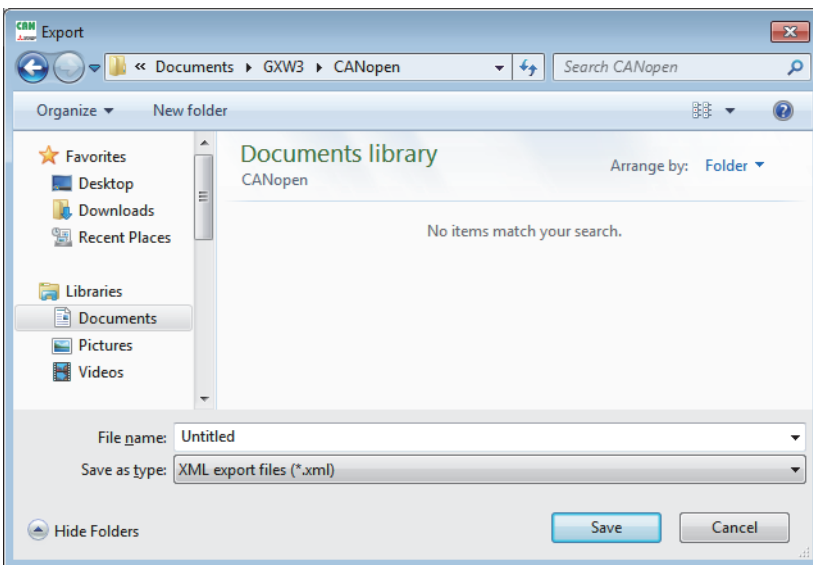 CAN Export
« Documents ▸ GXW3 ▸ CANopen Search CANopen
Organize New folder
Favorites
Desktop
Downloads
Recent Places
Libraries
Documents
Pictures
Videos
Documents library
CANopen
Arrange by: Folder
No items match your search.
File name: Untitled
Save as type: XML export files (*.xml)
Hide Folders Save Cancel